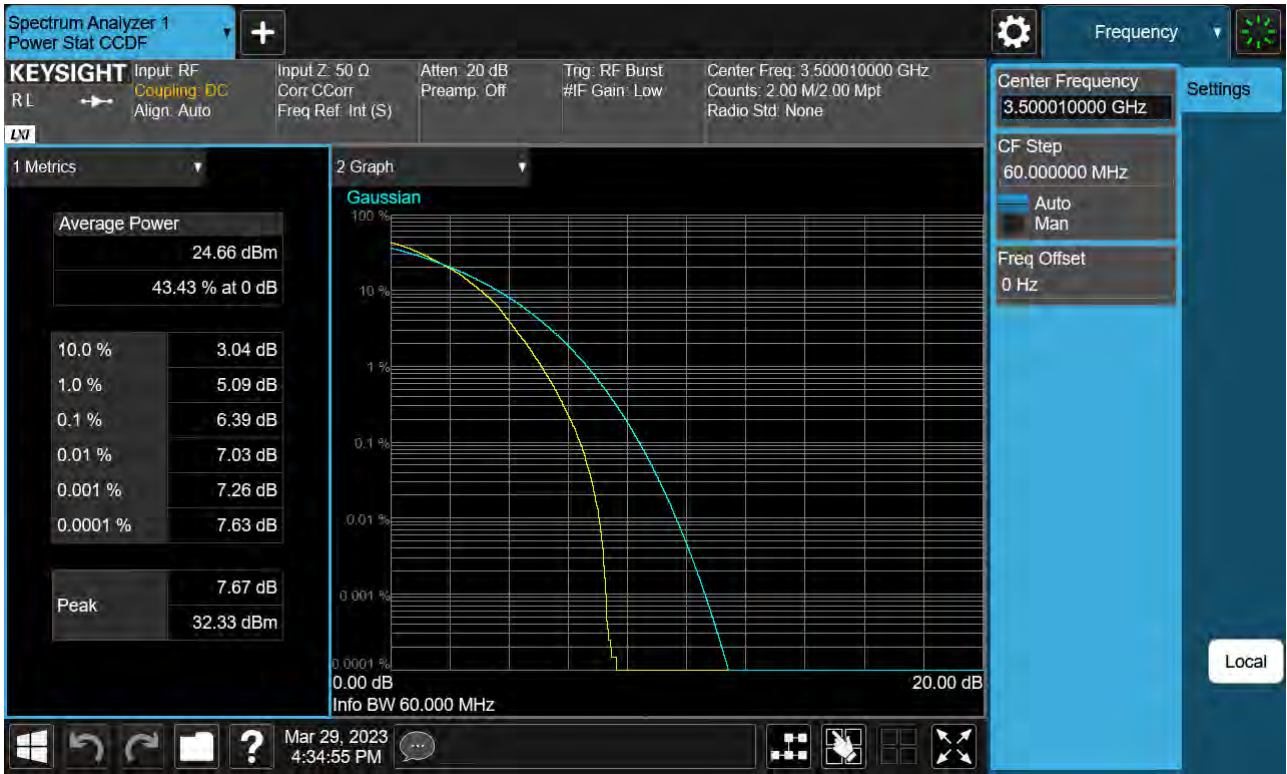 Spectrum Analyzer 1
Power Stat CCDF
Frequency
KEYSIGHT
R L
LXI
Input: RF
Coupling: DC
Align: Auto
Input Z: 50 Ω
Corr CCorr
Freq Ref: Int (S)
Atten: 20 dB
Preamp: Off
Trig: RF Burst
#IF Gain: Low
Center Freq: 3.500010000 GHz
Counts: 2.00 M/2.00 Mpt
Radio Std: None
Center Frequency
3.500010000 GHz
Settings
CF Step
60.000000 MHz
Auto
Man
Freq Offset
0 Hz
1 Metrics
Average Power
24.66 dBm
43.43 % at 0 dB
10.0 % 3.04 dB
1.0 % 5.09 dB
0.1 % 6.39 dB
0.01 % 7.03 dB
0.001 % 7.26 dB
0.0001 % 7.63 dB
Peak 7.67 dB
32.33 dBm
2 Graph
Gaussian
100 %
10 %
1 %
0.1 %
0.01 %
0.001 %
0.0001 %
0.00 dB 20.00 dB
Info BW 60.000 MHz
Local
?
Mar 29, 2023
4:34:55 PM